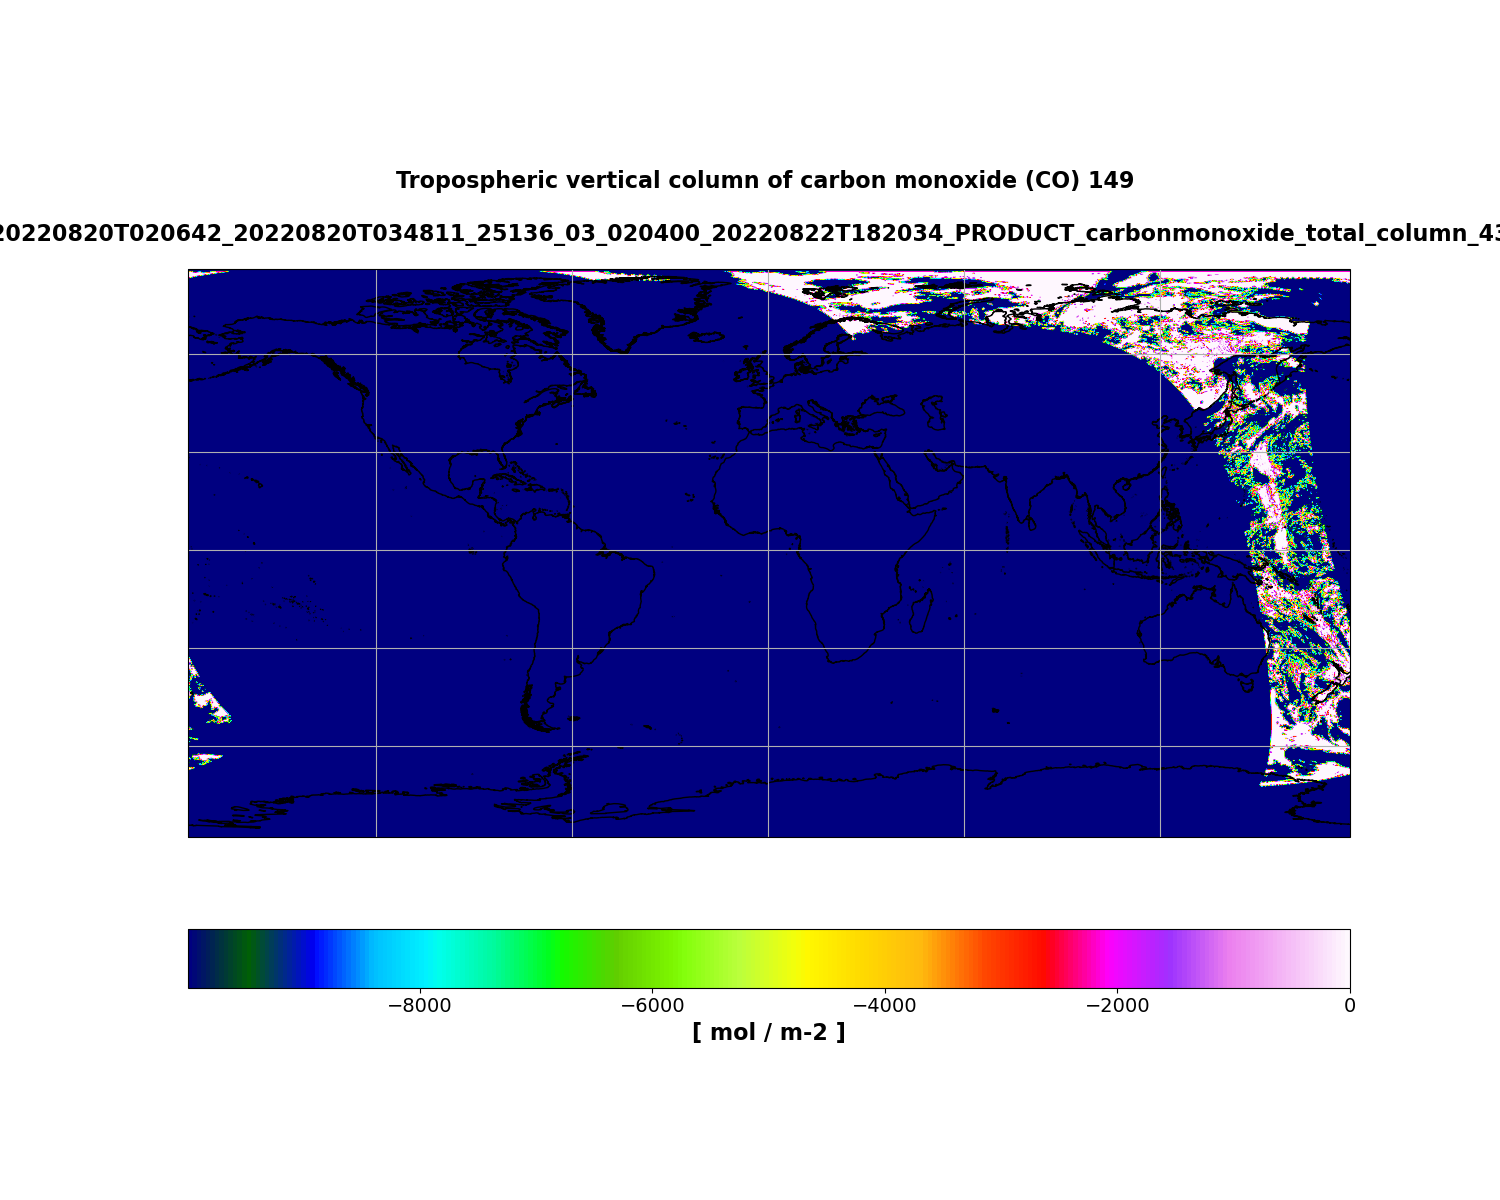 Tropospheric vertical column of carbon monoxide (CO) 149
20220820T020642_20220820T034811_25136_03_020400_20220822T182034_PRODUCT_carbonmonoxide_total_column_43
−8000 −6000 −4000 −2000 0
[ mol / m-2 ]